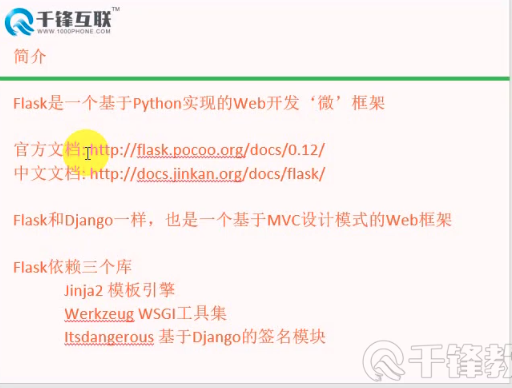 千锋互联™
WWW.1000PHONE.COM
简介
Flask是一个基于Python实现的Web开发‘微’框架
官方文档: http://flask.pocoo.org/docs/0.12/
中文文档: http://docs.jinkan.org/docs/flask/
Flask和Django一样，也是一个基于MVC设计模式的Web框架
Flask依赖三个库
Jinja2 模板引擎
Werkzeug WSGI工具集
Itsdangerous 基于Django的签名模块
千锋教